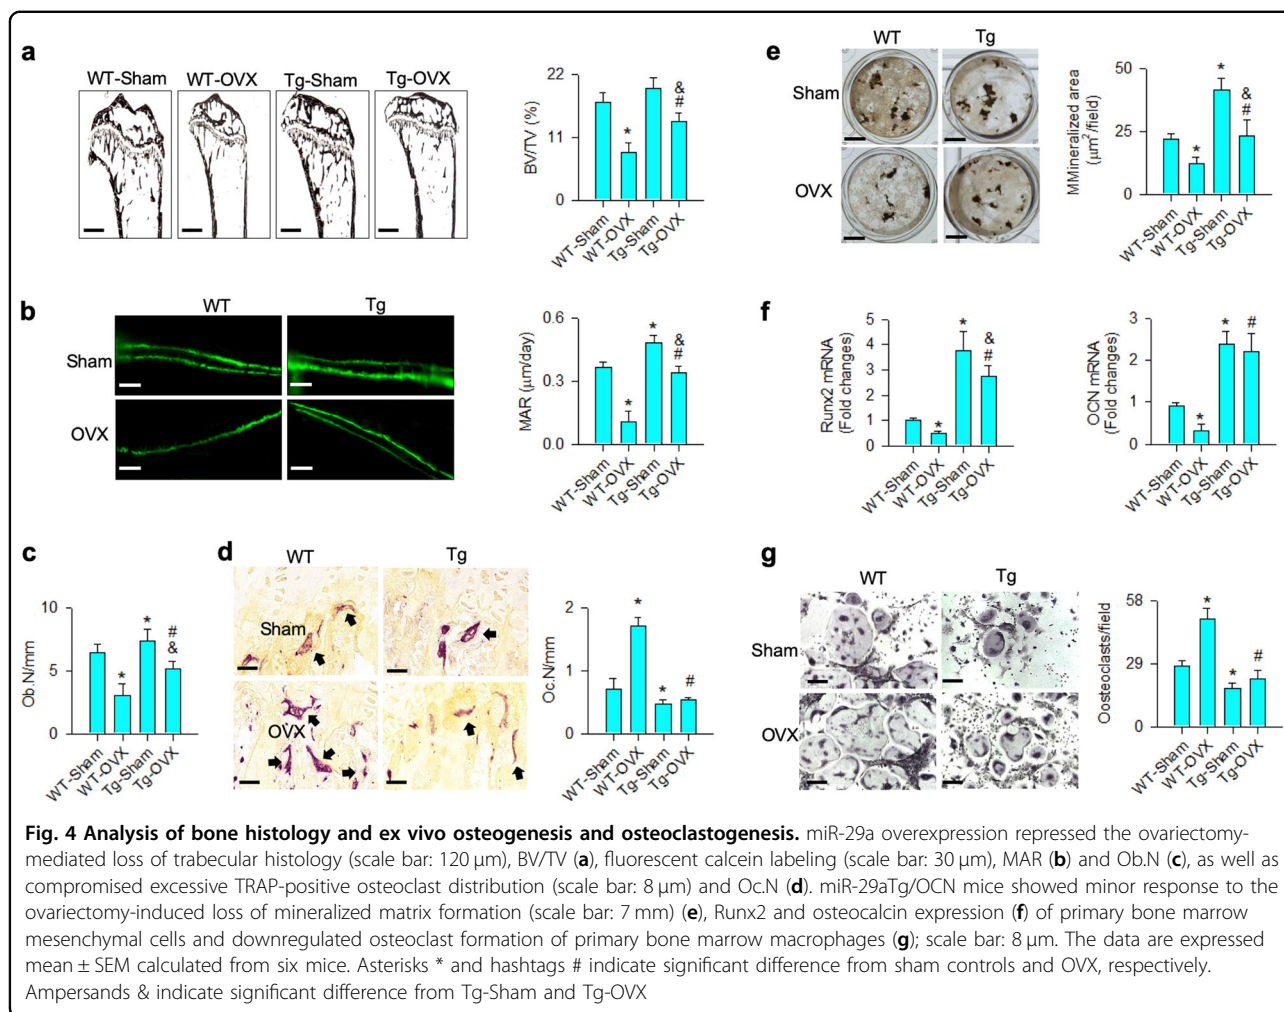 a
WT-Sham WT-OVX Tg-Sham Tg-OVX
22
11
0
BV/TV (%)
*
&
#
WT-Sham
WT-OVX
Tg-Sham
Tg-OVX
e
WT Tg
Sham
OVX
50
25
0
MMineralized area
(μm²/field)
*
*
&
#
WT-Sham
WT-OVX
Tg-Sham
Tg-OVX
b
WT Tg
Sham
OVX
0.6
0.3
0.0
MAR (μm/day)
*
*
&
#
WT-Sham
WT-OVX
Tg-Sham
Tg-OVX
f
5
4
3
2
1
0
Runx2 mRNA
(Fold changes)
*
*
&
#
WT-Sham
WT-OVX
Tg-Sham
Tg-OVX
3
2
1
0
OCN mRNA
(Fold changes)
*
*
#
WT-Sham
WT-OVX
Tg-Sham
Tg-OVX
c
10
5
0
Ob.N/mm
*
*
#
&
WT-Sham
WT-OVX
Tg-Sham
Tg-OVX
d
WT Tg
Sham
OVX
2
1
0
Oc.N/mm
*
*
#
WT-Sham
WT-OVX
Tg-Sham
Tg-OVX
g
WT Tg
Sham
OVX
58
29
0
Oosteoclasts/field
*
*
#
WT-Sham
WT-OVX
Tg-Sham
Tg-OVX
Fig. 4 Analysis of bone histology and ex vivo osteogenesis and osteoclastogenesis. miR-29a overexpression repressed the ovariectomy-
mediated loss of trabecular histology (scale bar: 120 μm), BV/TV (a), fluorescent calcein labeling (scale bar: 30 μm), MAR (b) and Ob.N (c), as well as
compromised excessive TRAP-positive osteoclast distribution (scale bar: 8 μm) and Oc.N (d). miR-29aTg/OCN mice showed minor response to the
ovariectomy-induced loss of mineralized matrix formation (scale bar: 7 mm) (e), Runx2 and osteocalcin expression (f) of primary bone marrow
mesenchymal cells and downregulated osteoclast formation of primary bone marrow macrophages (g); scale bar: 8 μm. The data are expressed
mean ± SEM calculated from six mice. Asterisks * and hashtags # indicate significant difference from sham controls and OVX, respectively.
Ampersands & indicate significant difference from Tg-Sham and Tg-OVX